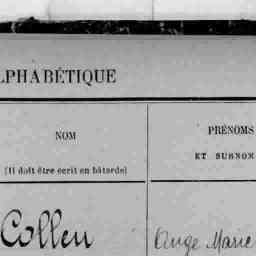 LPHABÉTIQUE
NOM
(Il doit être écrit en bâtarde)
PRÉNOMS
ET SURNOM
Collen
Ange Marie